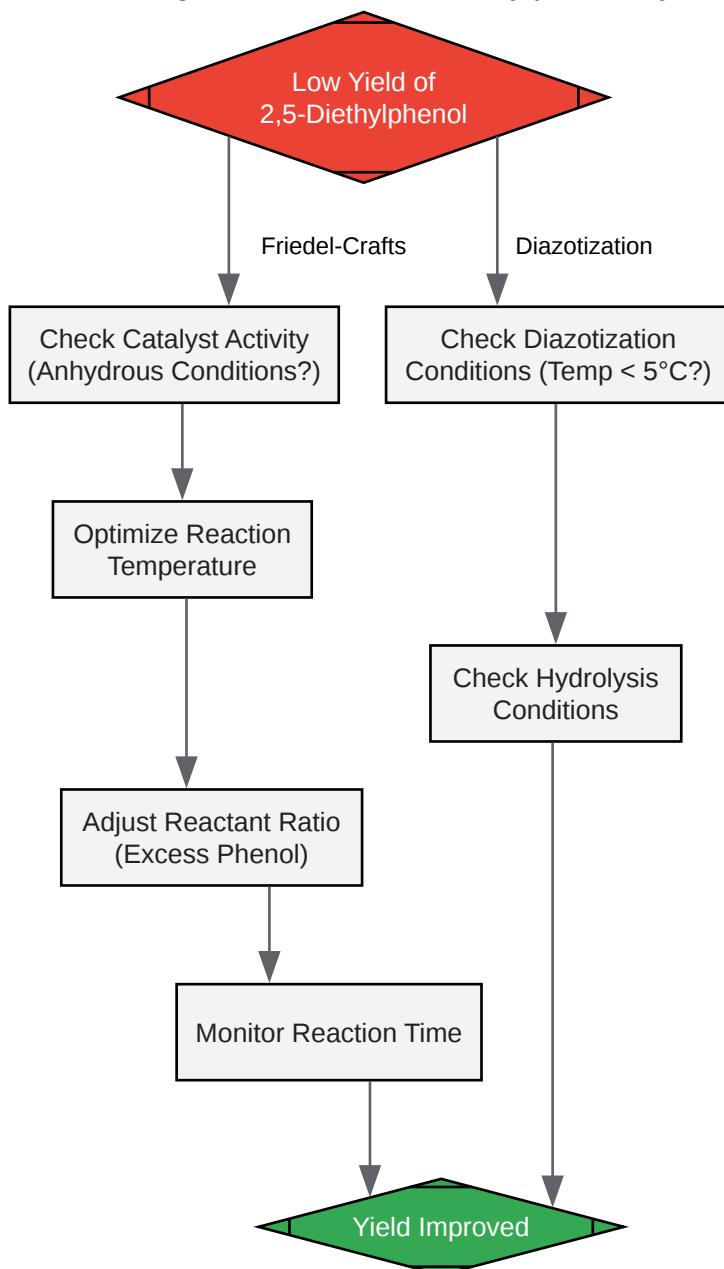 Low Yield of
2,5-Diethylphenol
Friedel-Crafts
Diazotization
Check Catalyst Activity
(Anhydrous Conditions?)
Check Diazotization
Conditions (Temp < 5°C?)
Optimize Reaction
Temperature
Check Hydrolysis
Conditions
Adjust Reactant Ratio
(Excess Phenol)
Monitor Reaction Time
Yield Improved